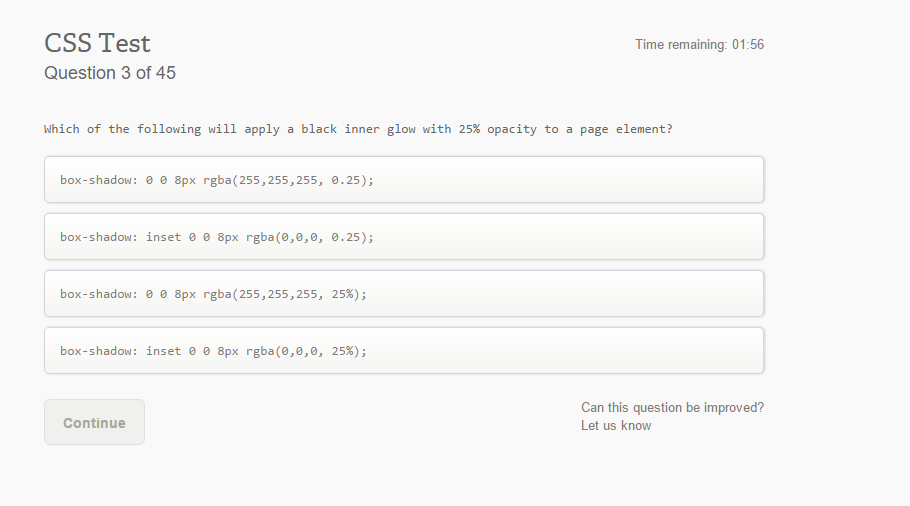 CSS Test
Time remaining: 01:56
Question 3 of 45
Which of the following will apply a black inner glow with 25% opacity to a page element?
box-shadow: 0 0 8px rgba(255,255,255, 0.25);
box-shadow: inset 0 0 8px rgba(0,0,0, 0.25);
box-shadow: 0 0 8px rgba(255,255,255, 25%);
box-shadow: inset 0 0 8px rgba(0,0,0, 25%);
Continue
Can this question be improved?
Let us know